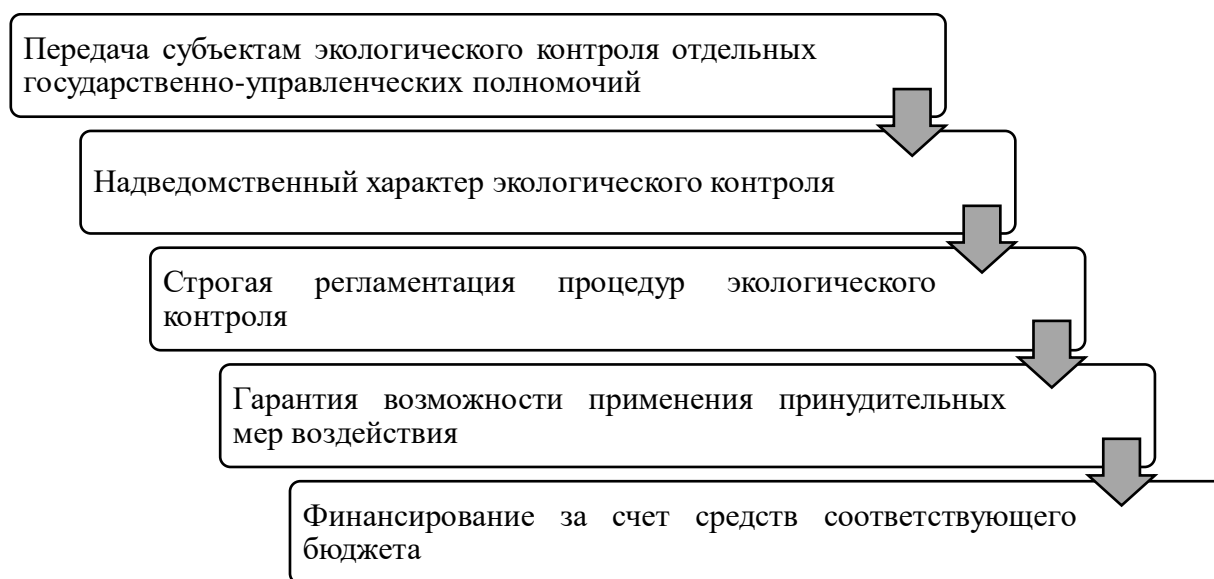 Передача субъектам экологического контроля отдельных
государственно-управленческих полномочий
Надведомственный характер экологического контроля
Строгая регламентация процедур экологического
контроля
Гарантия возможности применения принудительных
мер воздействия
Финансирование за счет средств соответствующего
бюджета